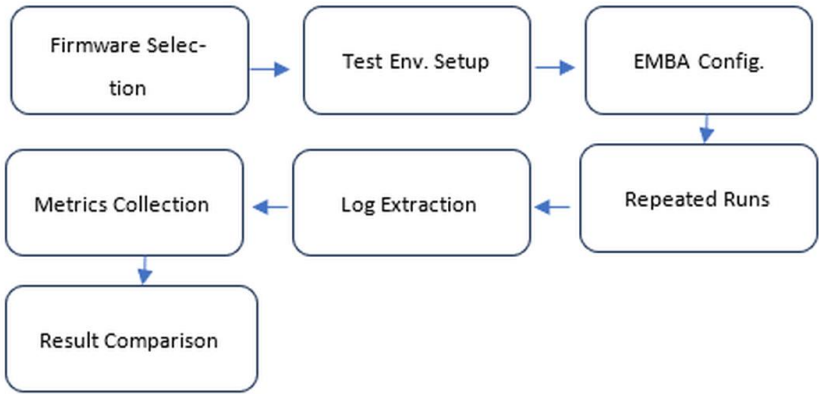 Firmware Selec-
tion
Test Env. Setup
EMBA Config.
Repeated Runs
Log Extraction
Metrics Collection
Result Comparison